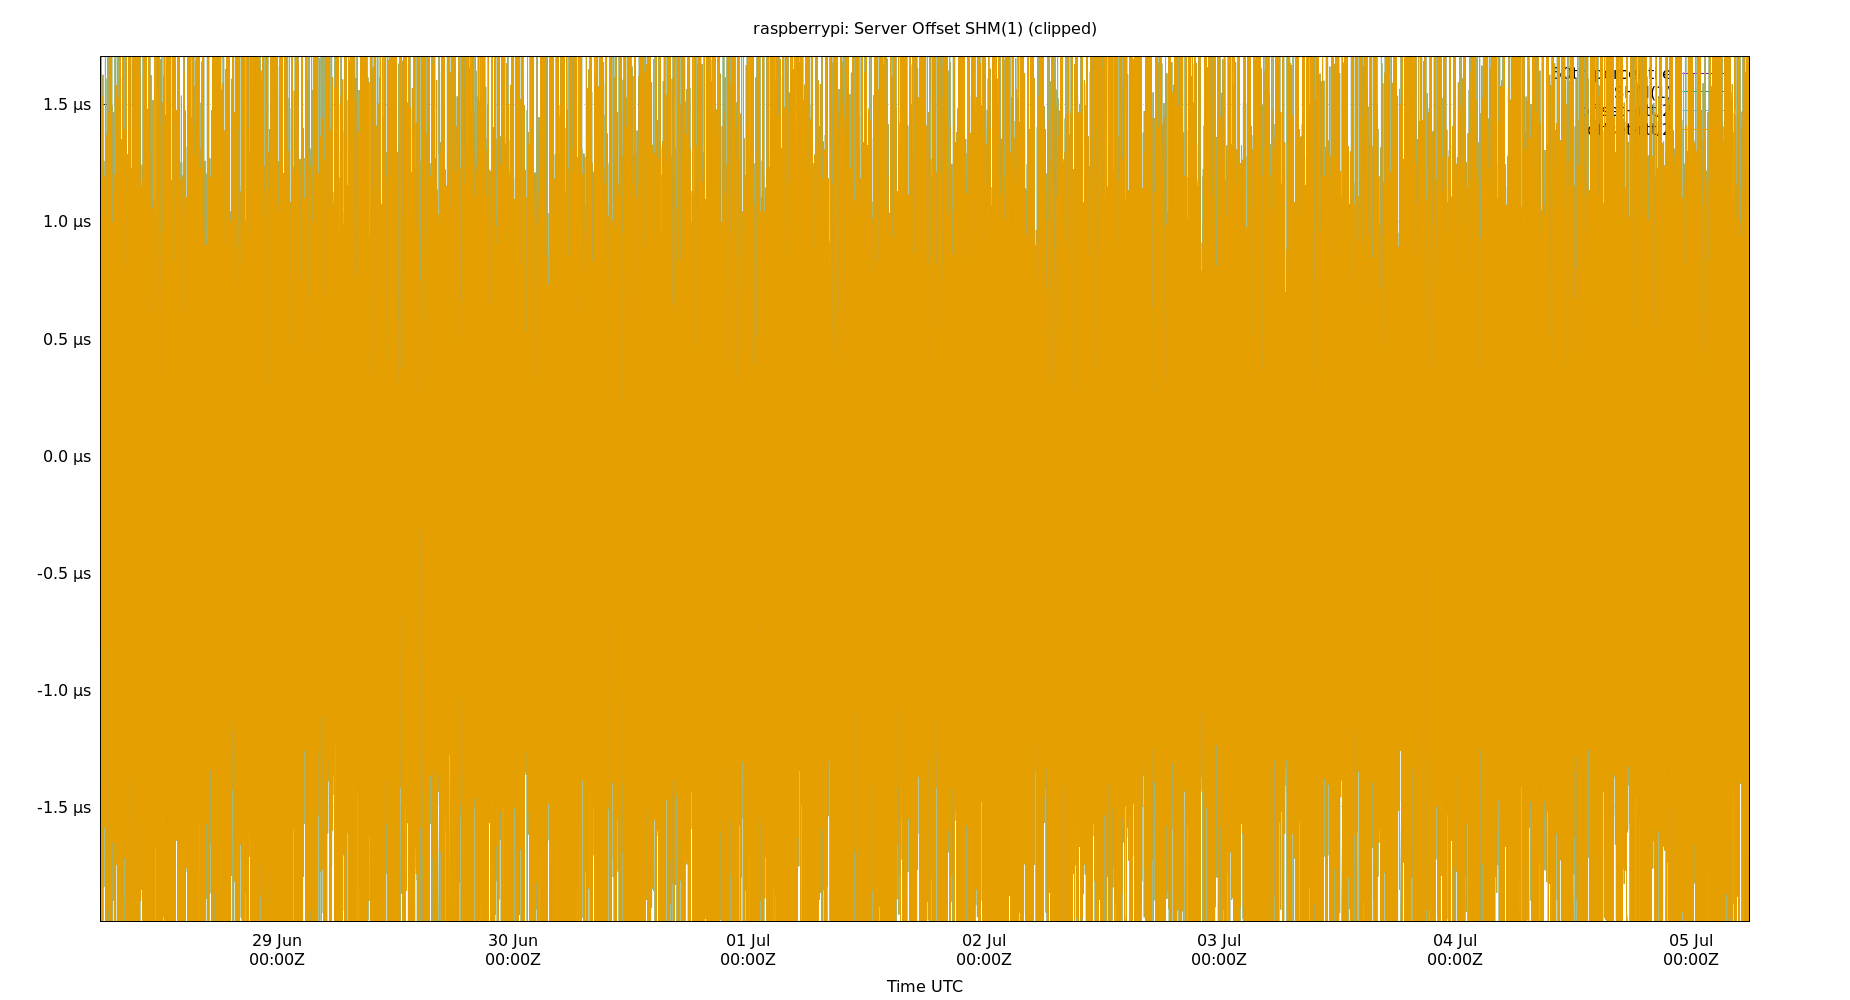 raspberrypi: Server Offset SHM(1) (clipped)
1.5 µs
1.0 µs
0.5 µs
0.0 µs
-0.5 µs
-1.0 µs
-1.5 µs
29 Jun 30 Jun 01 Jul 02 Jul 03 Jul 04 Jul 05 Jul
00:00Z 00:00Z 00:00Z 00:00Z 00:00Z 00:00Z 00:00Z
Time UTC